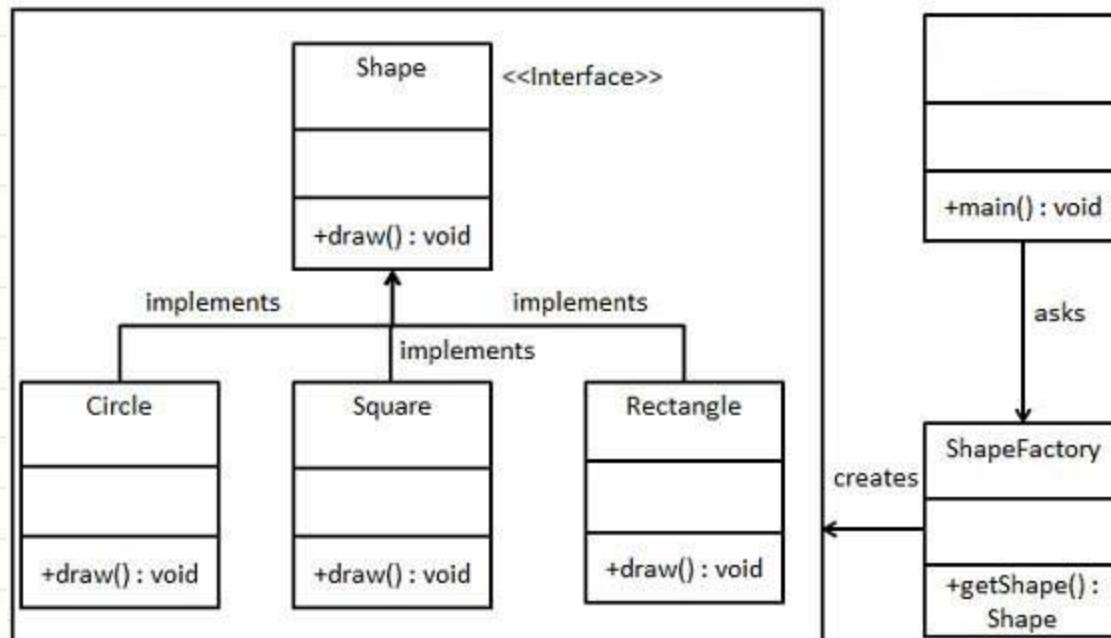 Shape
<<Interface>>
+draw() : void
implements
implements
implements
Circle
+draw() : void
Square
+draw() : void
Rectangle
+draw() : void
+main() : void
asks
ShapeFactory
creates
+getShape() :
Shape